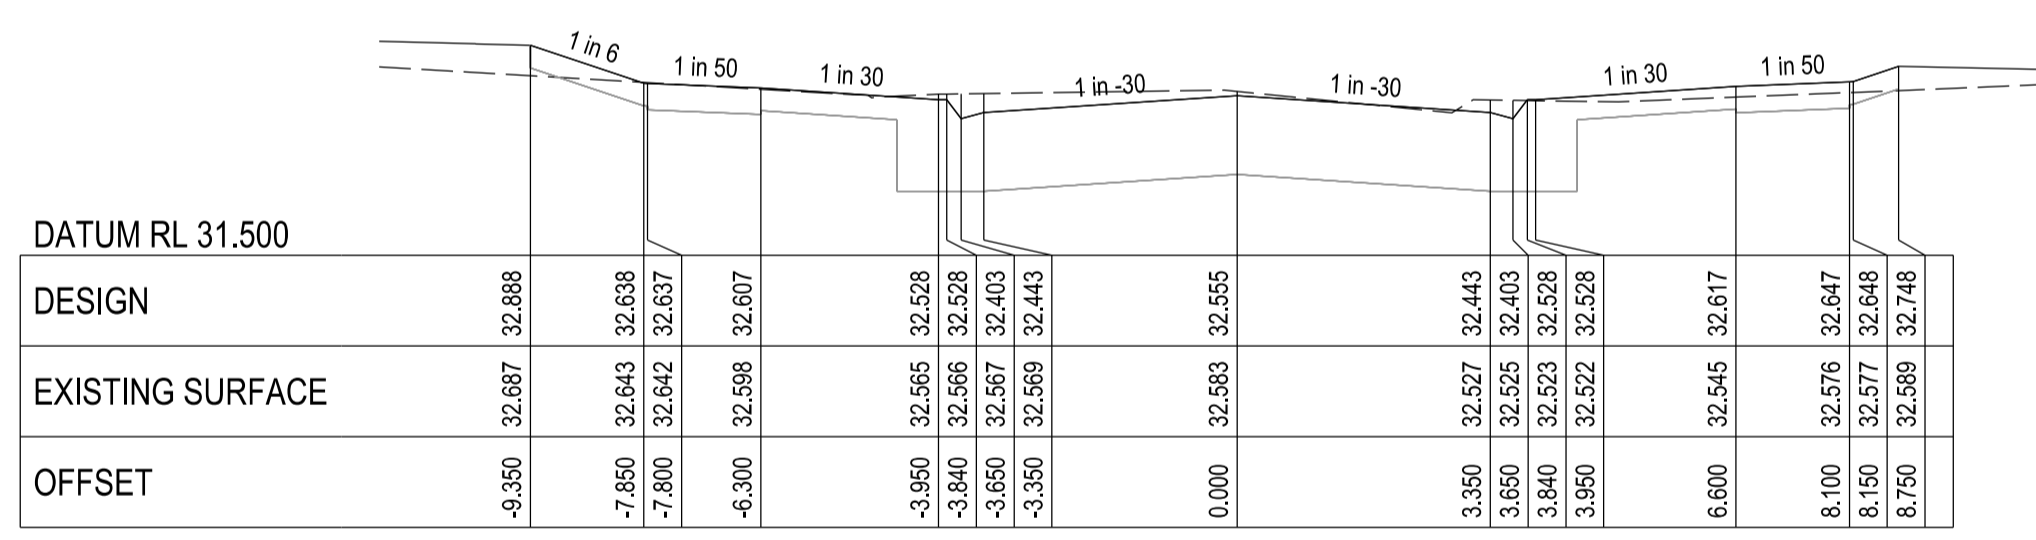 1 in 6
1 in 50
1 in 30
1 in -30
1 in -30
1 in 30
1 in 50
DATUM RL 31.500
DESIGN 32.888 32.638 32.637 32.607 32.528 32.528 32.403 32.443 32.555 32.443 32.403 32.528 32.528 32.617 32.647 32.648 32.748
EXISTING SURFACE 32.687 32.643 32.642 32.598 32.565 32.566 32.567 32.569 32.583 32.527 32.525 32.523 32.522 32.545 32.576 32.577 32.589
OFFSET -9.350 -7.850 -7.800 -6.300 -3.950 -3.840 -3.650 -3.350 0.000 3.350 3.650 3.840 3.950 6.600 8.100 8.150 8.750